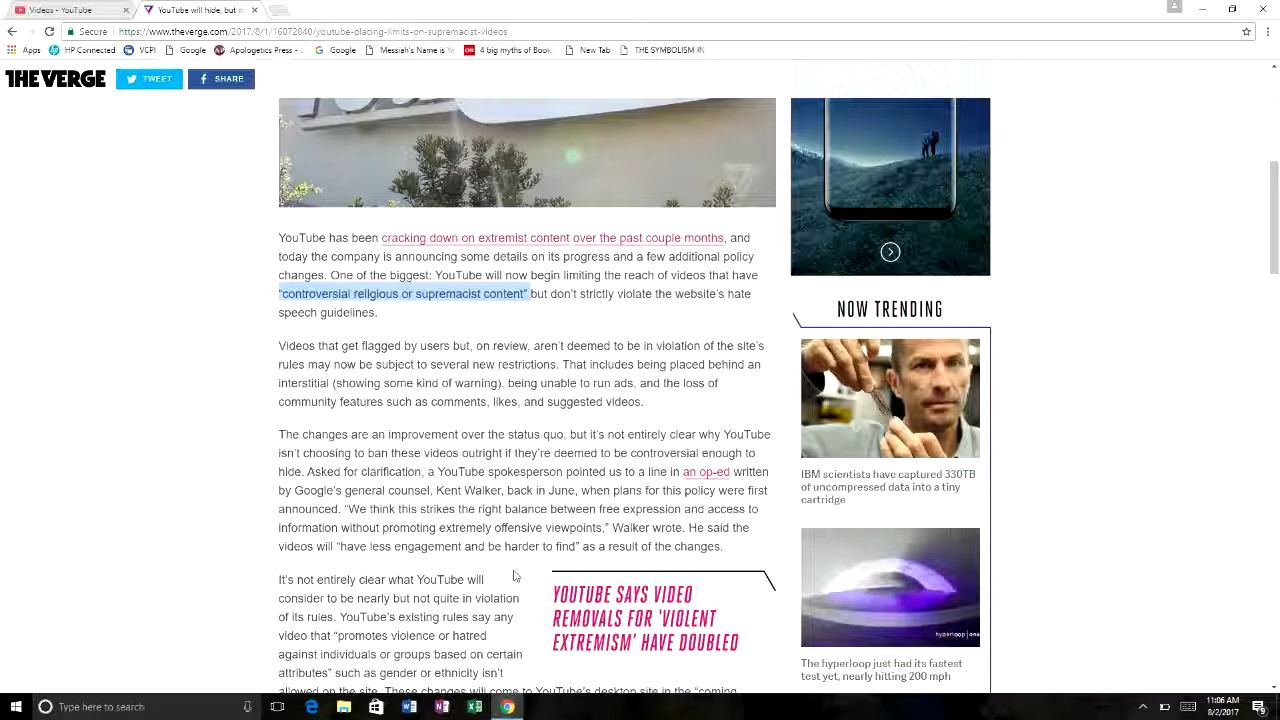 Videos - YouTube
YouTube will hide, but n
Secure
https://www.theverge.com/2017/8/1/16072840/youtube-placing-limits-on-supremacist-videos
Apps
HP Connected
VCPI
Google
Apologetics Press - L
Google
Messiah's Name is Ya
4 big myths of Book
New Tab
THE SYMBOLISM IN
THE VERGE
TWEET
SHARE
YouTube has been cracking down on extremist content over the past couple months, and
today the company is announcing some details on its progress and a few additional policy
changes. One of the biggest: YouTube will now begin limiting the reach of videos that have
“controversial religious or supremacist content” but don’t strictly violate the website’s hate
speech guidelines.
Videos that get flagged by users but, on review, aren’t deemed to be in violation of the site’s
rules may now be subject to several new restrictions. That includes being placed behind an
interstitial (showing some kind of warning), being unable to run ads, and the loss of
community features such as comments, likes, and suggested videos.
The changes are an improvement over the status quo, but it’s not entirely clear why YouTube
isn’t choosing to ban these videos outright if they’re deemed to be controversial enough to
hide. Asked for clarification, a YouTube spokesperson pointed us to a line in an op-ed written
by Google’s general counsel, Kent Walker, back in June, when plans for this policy were first
announced. “We think this strikes the right balance between free expression and access to
information without promoting extremely offensive viewpoints,” Walker wrote. He said the
videos will “have less engagement and be harder to find” as a result of the changes.
It’s not entirely clear what YouTube will
consider to be nearly but not quite in violation
of its rules. YouTube’s existing rules say any
video that “promotes violence or hatred
against individuals or groups based on certain
attributes” such as gender or ethnicity isn’t
allowed on the site. These changes will come to YouTube’s desktop site in the “coming
YOUTUBE SAYS VIDEO
REMOVALS FOR 'VIOLENT
EXTREMISM' HAVE DOUBLED
NOW TRENDING
IBM scientists have captured 330TB
of uncompressed data into a tiny
cartridge
hyperloop | one
The hyperloop just had its fastest
test yet, nearly hitting 200 mph
Type here to search
11:06 AM
8/2/2017